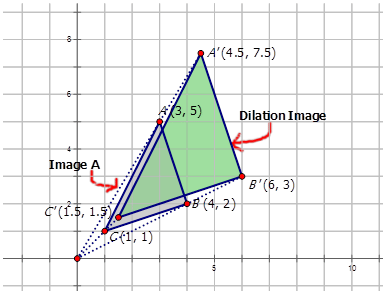 8
A′(4.5, 7.5)
6
A (3, 5)
Dilation Image
4
Image A
B′(6, 3)
C′(1.5, 1.5)
2
B (4, 2)
C (1, 1)
5
10